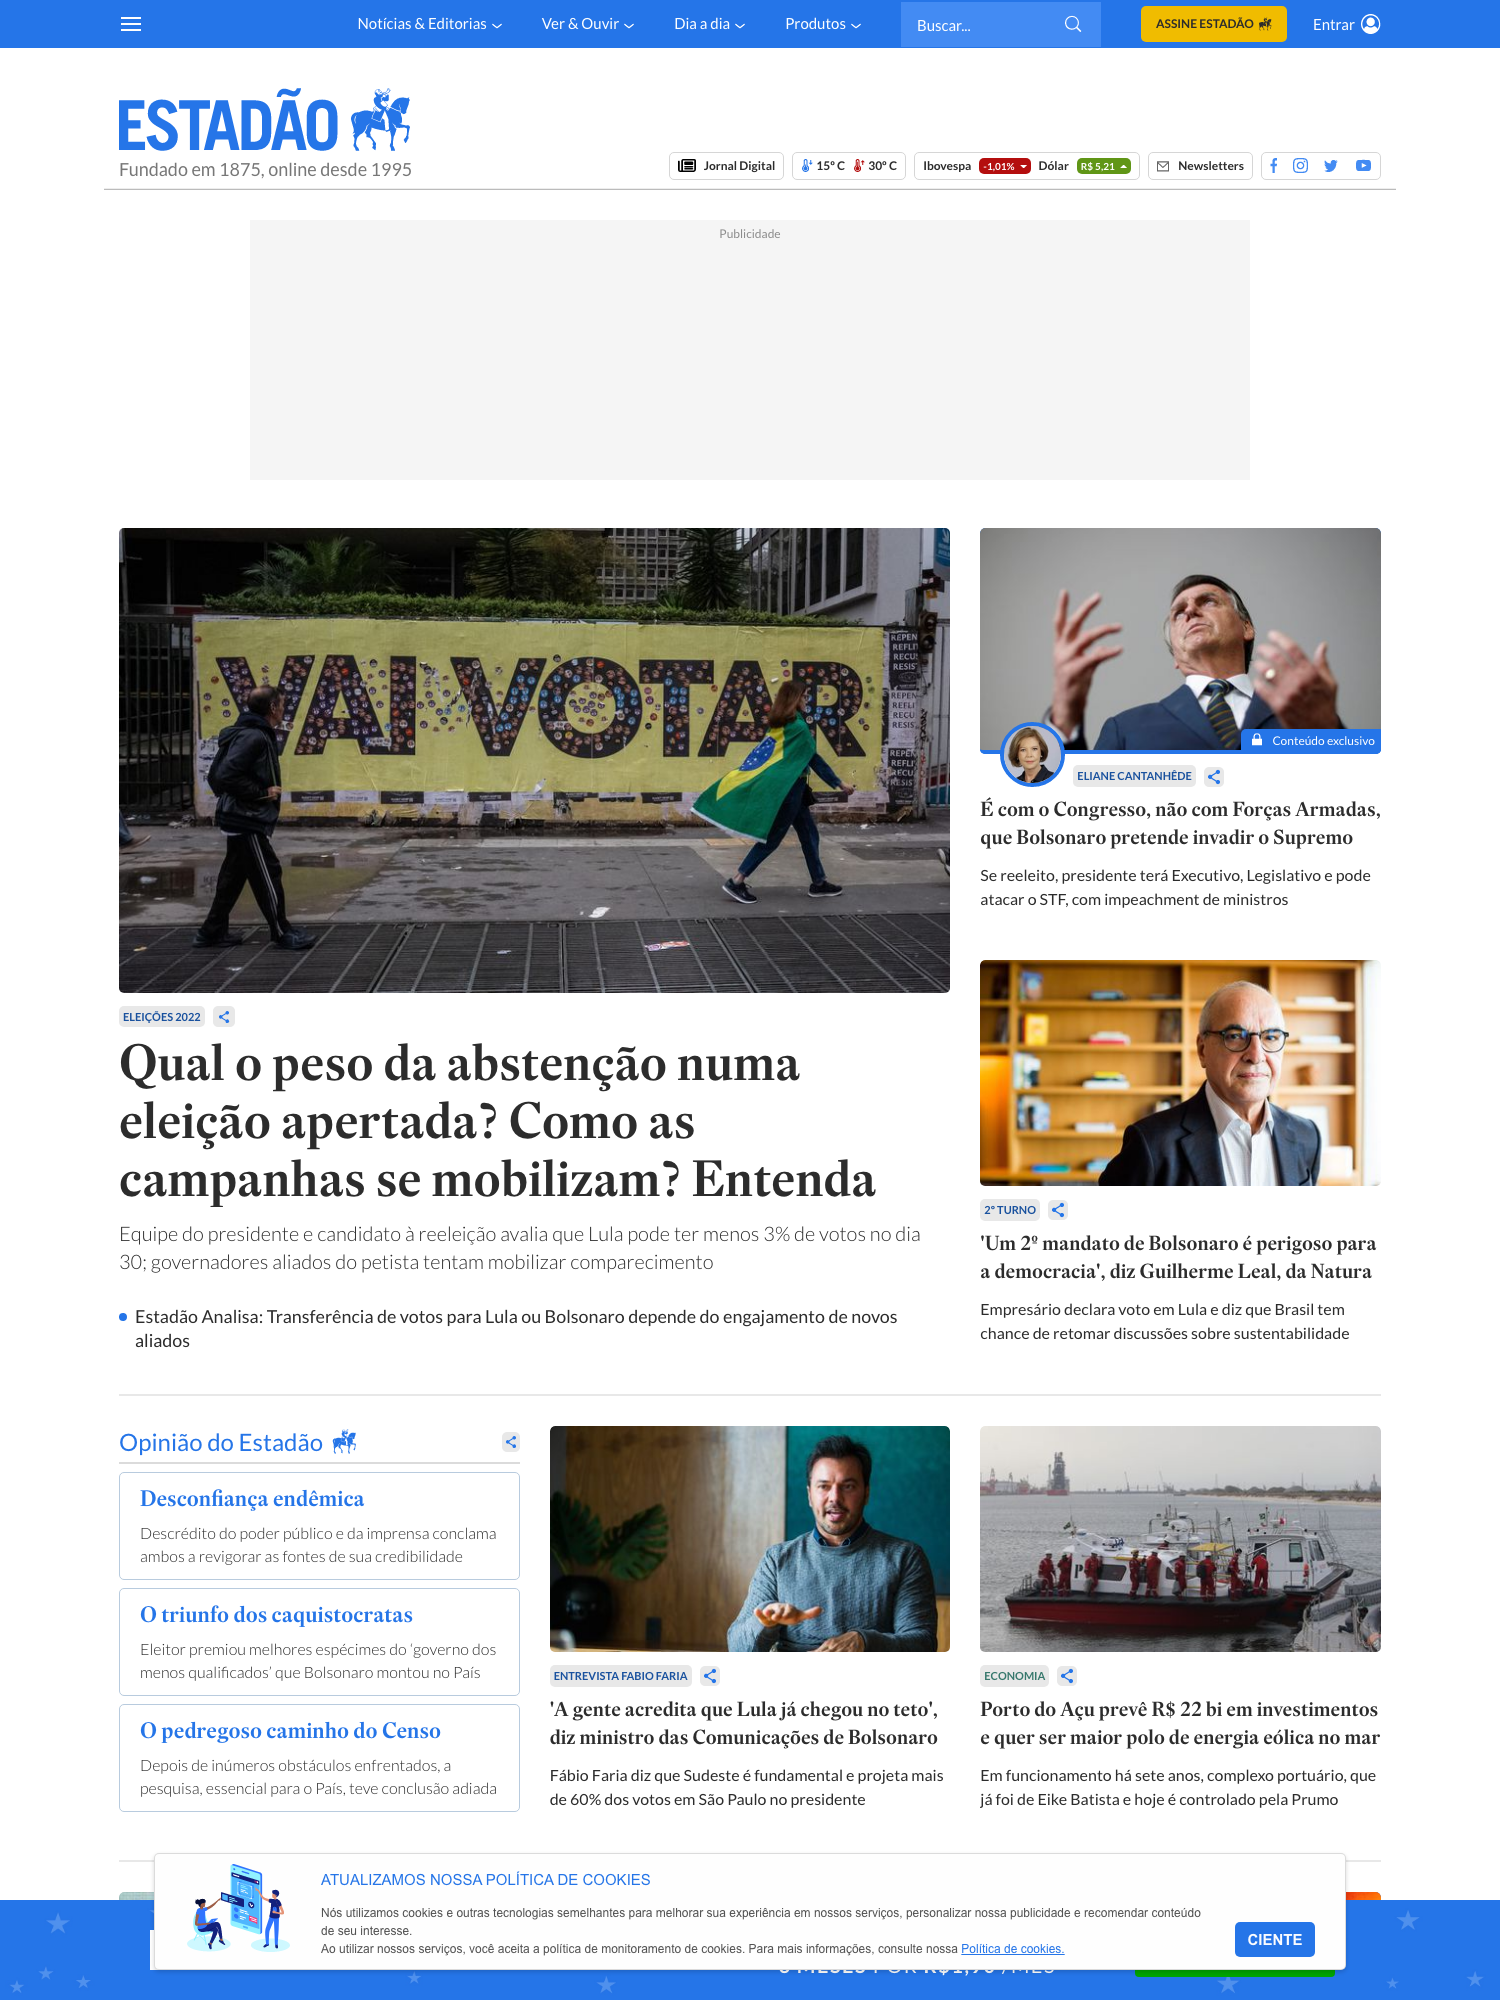 Notícias & Editorias
Ver & Ouvir
Dia a dia
Produtos
Buscar...
ASSINE ESTADÃO
Entrar
ESTADÃO
Fundado em 1875, online desde 1995
Jornal Digital
15º C 30º C
Ibovespa -1,01% Dólar R$ 5,21
Newsletters
Publicidade
VAI VOTAR
REPEN
REFLI
RECUS
RESIS
Conteúdo exclusivo
ELIANE CANTANHÊDE
É com o Congresso, não com Forças Armadas,
que Bolsonaro pretende invadir o Supremo
Se reeleito, presidente terá Executivo, Legislativo e pode
atacar o STF, com impeachment de ministros
ELEIÇÕES 2022
Qual o peso da abstenção numa
eleição apertada? Como as
campanhas se mobilizam? Entenda
Equipe do presidente e candidato à reeleição avalia que Lula pode ter menos 3% de votos no dia
30; governadores aliados do petista tentam mobilizar comparecimento
Estadão Analisa: Transferência de votos para Lula ou Bolsonaro depende do engajamento de novos
aliados
2º TURNO
'Um 2º mandato de Bolsonaro é perigoso para
a democracia', diz Guilherme Leal, da Natura
Empresário declara voto em Lula e diz que Brasil tem
chance de retomar discussões sobre sustentabilidade
Opinião do Estadão
Desconfiança endêmica
Descrédito do poder público e da imprensa conclama
ambos a revigorar as fontes de sua credibilidade
O triunfo dos caquistocratas
Eleitor premiou melhores espécimes do ‘governo dos
menos qualificados’ que Bolsonaro montou no País
O pedregoso caminho do Censo
Depois de inúmeros obstáculos enfrentados, a
pesquisa, essencial para o País, teve conclusão adiada
ENTREVISTA FABIO FARIA
'A gente acredita que Lula já chegou no teto',
diz ministro das Comunicações de Bolsonaro
Fábio Faria diz que Sudeste é fundamental e projeta mais
de 60% dos votos em São Paulo no presidente
ECONOMIA
Porto do Açu prevê R$ 22 bi em investimentos
e quer ser maior polo de energia eólica no mar
Em funcionamento há sete anos, complexo portuário, que
já foi de Eike Batista e hoje é controlado pela Prumo
ATUALIZAMOS NOSSA POLÍTICA DE COOKIES
Nós utilizamos cookies e outras tecnologias semelhantes para melhorar sua experiência em nossos serviços, personalizar nossa publicidade e recomendar conteúdo
de seu interesse.
Ao utilizar nossos serviços, você aceita a política de monitoramento de cookies. Para mais informações, consulte nossa Política de cookies.
CIENTE